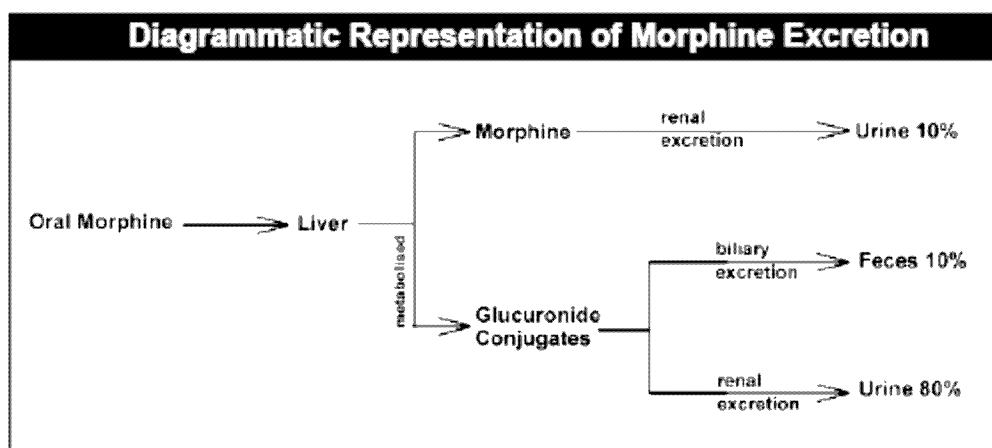 Diagrammatic Representation of Morphine Excretion
Morphine
renal
excretion
Urine 10%
Oral Morphine
Liver
metabolised
biliary
excretion
Feces 10%
Glucuronide
Conjugates
renal
excretion
Urine 80%